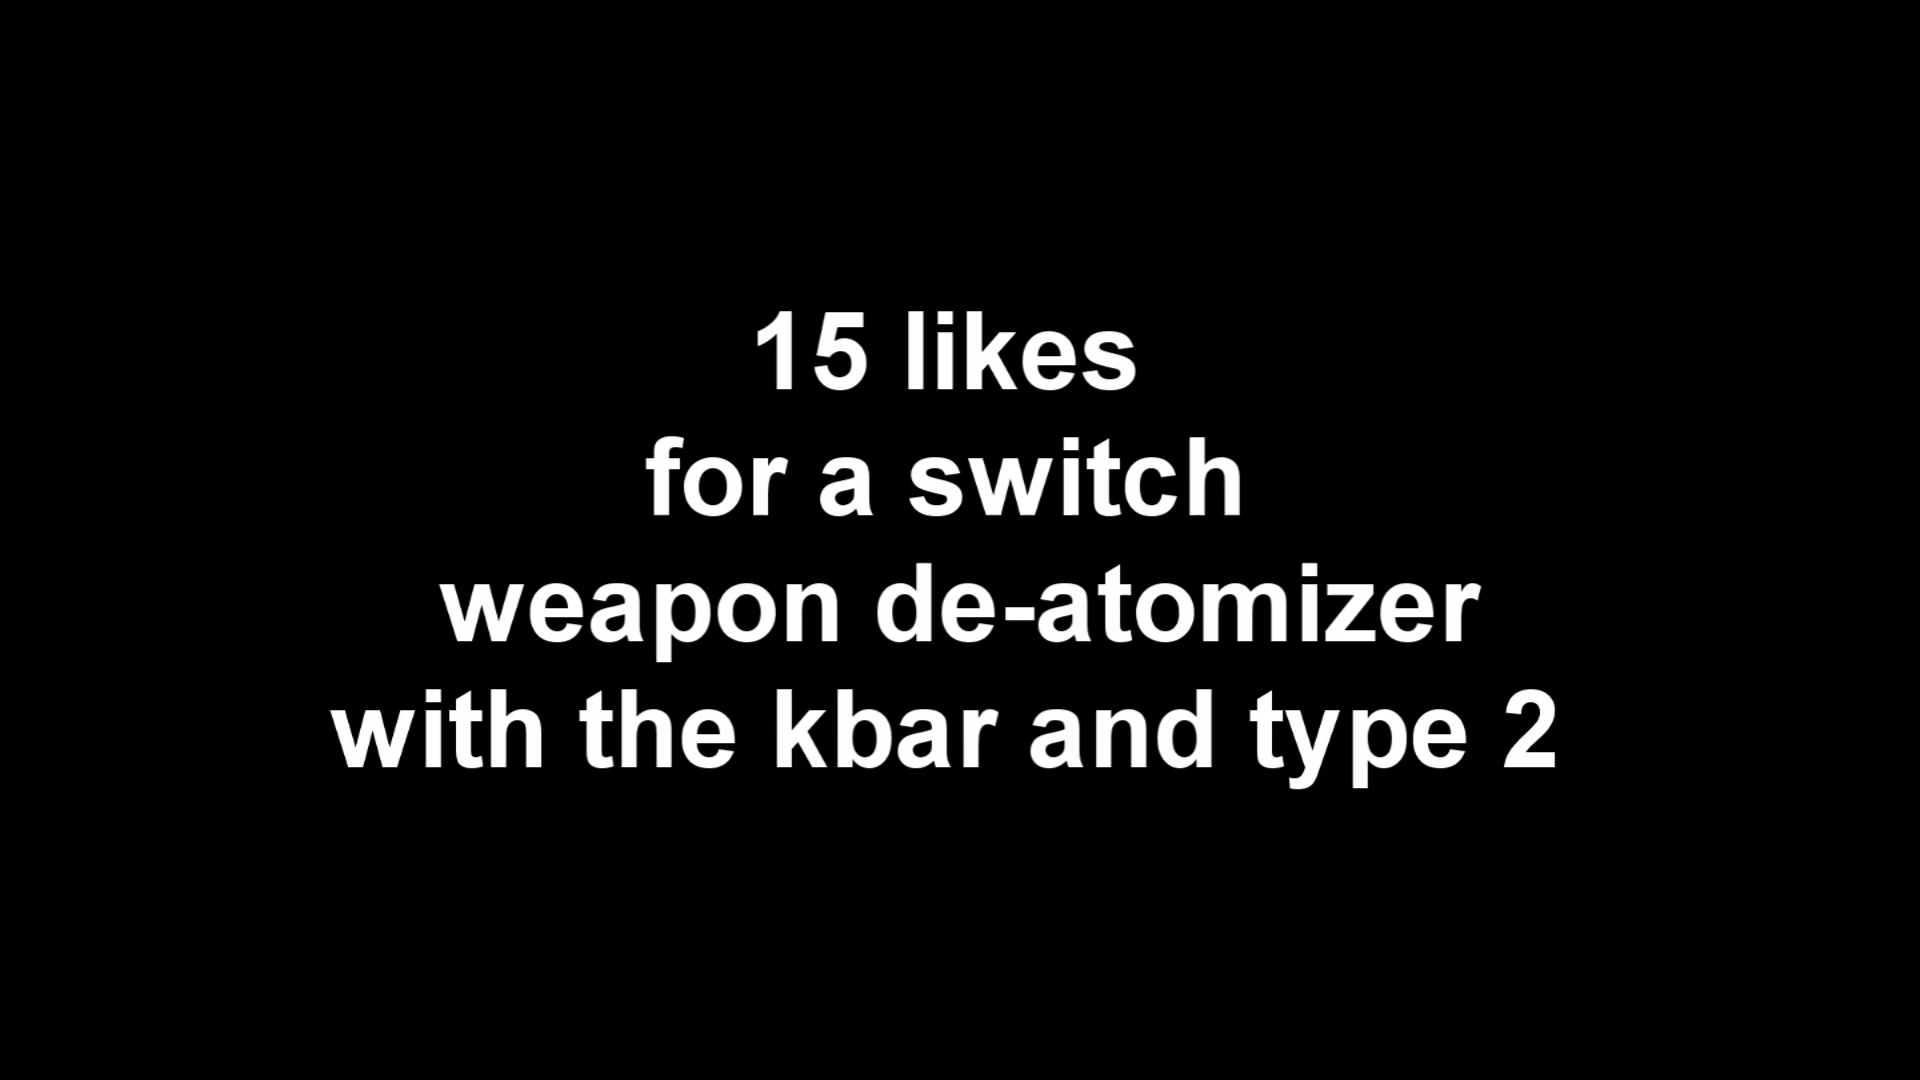 15 likes
for a switch
weapon de-atomizer
with the kbar and type 2